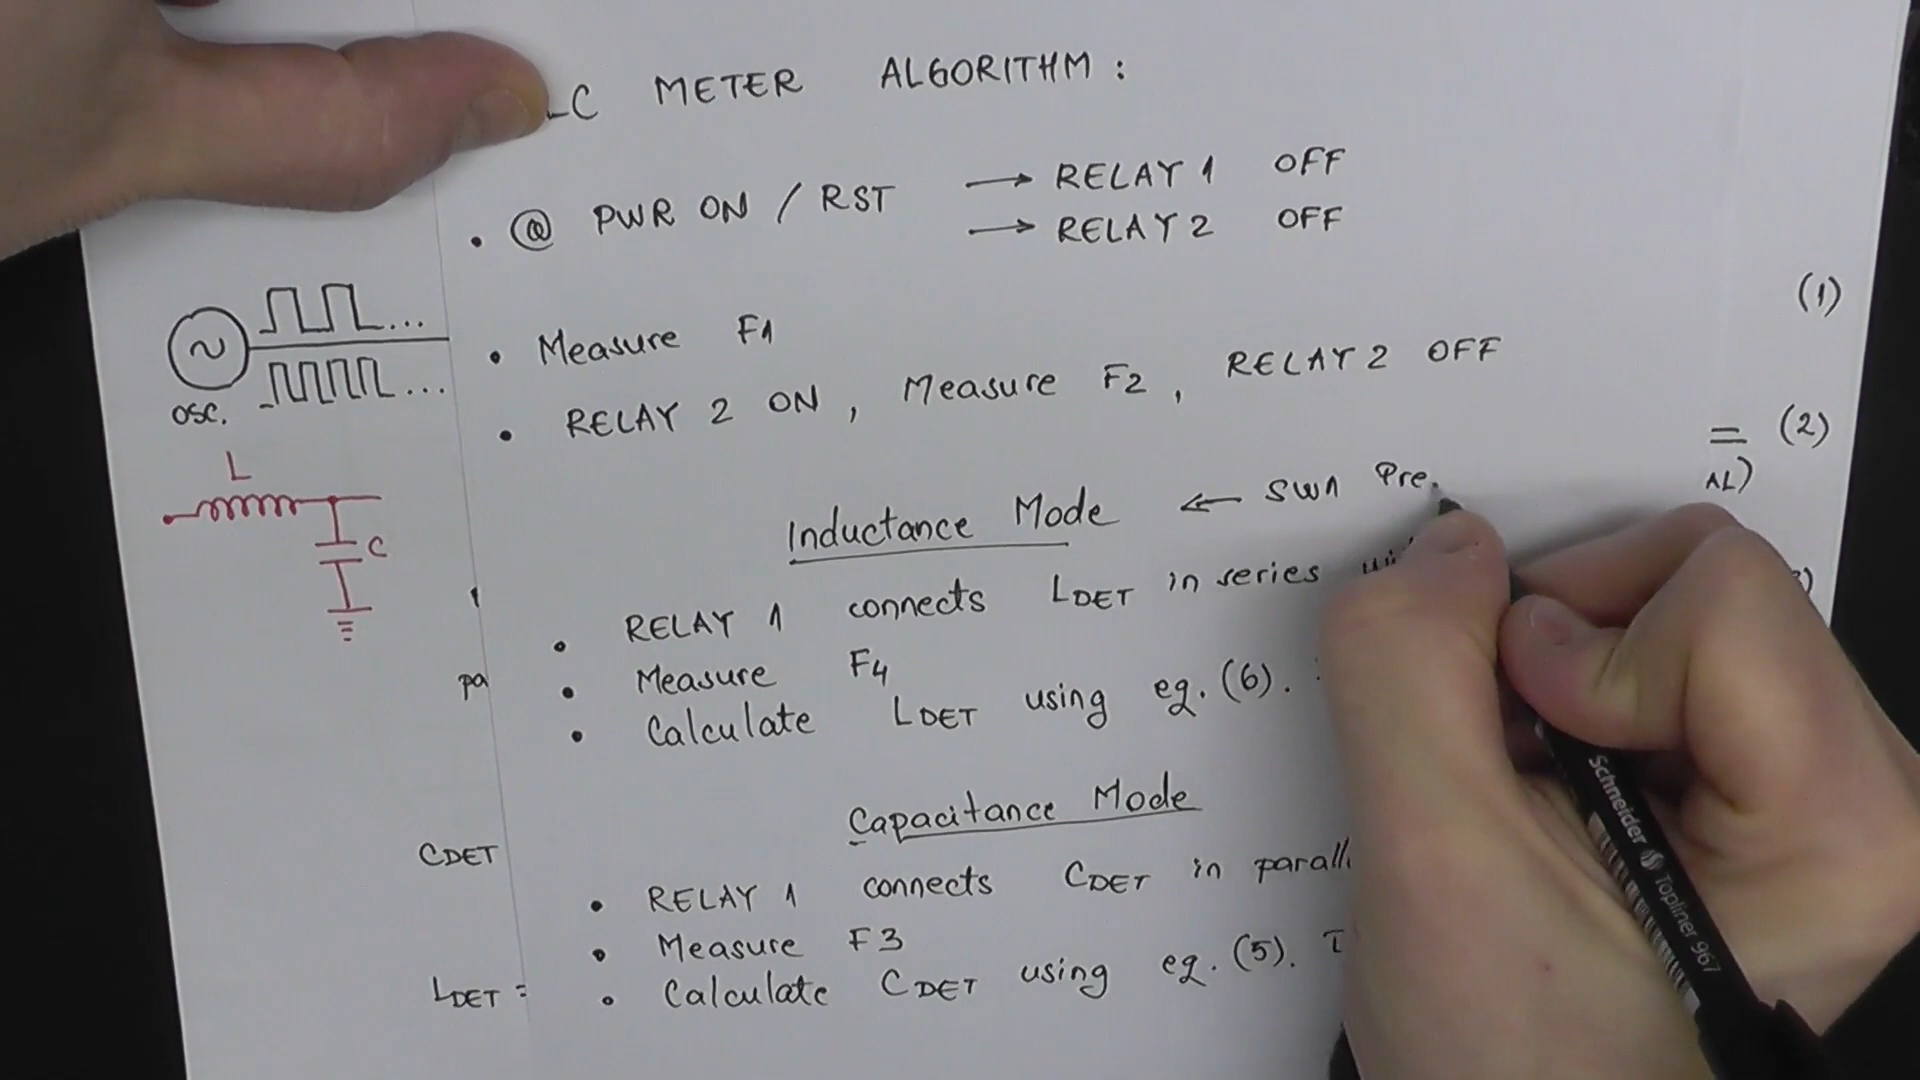 LC METER ALGORITHM :
• @ PWR ON / RST → RELAY 1 OFF
→ RELAY 2 OFF
(1)
• Measure F1
• RELAY 2 ON , Measure F2 , RELAY 2 OFF
OSC.
= (2)
L
Inductance Mode ← SW1 Pre
C
• RELAY 1 connects LDET in series
• Measure F4
pa
• Calculate LDET using eq. (6).
Capacitance Mode
CDET
• RELAY 1 connects CDET in parall
• Measure F3
LDET =
• Calculate CDET using eq. (5).
Schneider Topliner 967